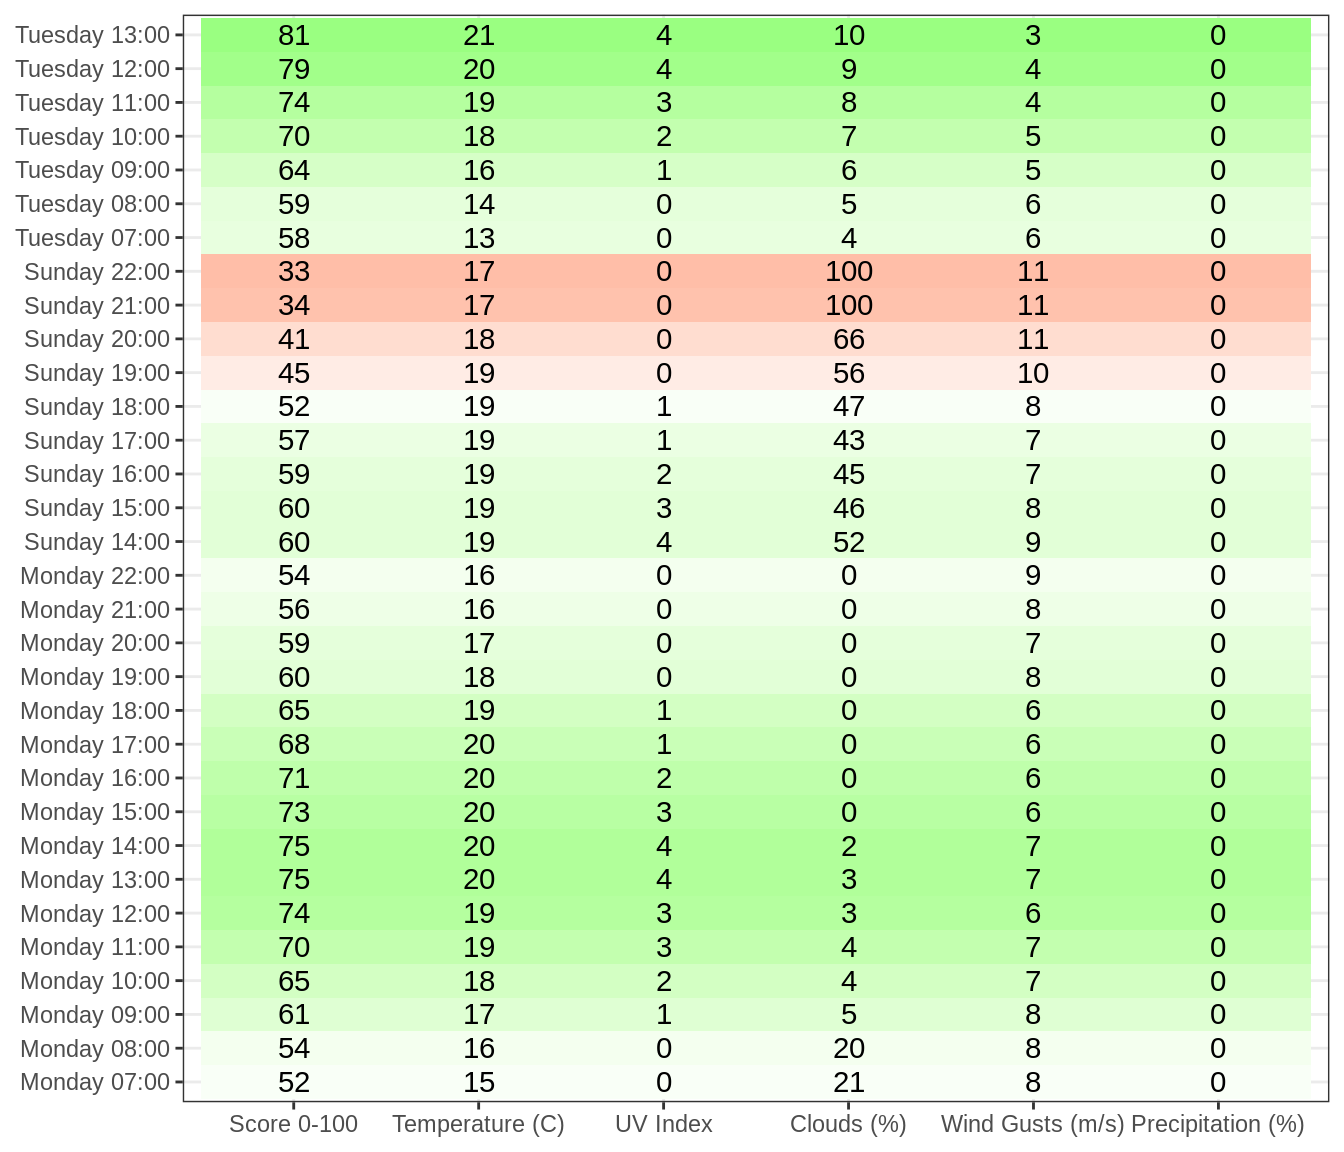 Tuesday 13:00 81 21 4 10 3 0
Tuesday 12:00 79 20 4 9 4 0
Tuesday 11:00 74 19 3 8 4 0
Tuesday 10:00 70 18 2 7 5 0
Tuesday 09:00 64 16 1 6 5 0
Tuesday 08:00 59 14 0 5 6 0
Tuesday 07:00 58 13 0 4 6 0
Sunday 22:00 33 17 0 100 11 0
Sunday 21:00 34 17 0 100 11 0
Sunday 20:00 41 18 0 66 11 0
Sunday 19:00 45 19 0 56 10 0
Sunday 18:00 52 19 1 47 8 0
Sunday 17:00 57 19 1 43 7 0
Sunday 16:00 59 19 2 45 7 0
Sunday 15:00 60 19 3 46 8 0
Sunday 14:00 60 19 4 52 9 0
Monday 22:00 54 16 0 0 9 0
Monday 21:00 56 16 0 0 8 0
Monday 20:00 59 17 0 0 7 0
Monday 19:00 60 18 0 0 8 0
Monday 18:00 65 19 1 0 6 0
Monday 17:00 68 20 1 0 6 0
Monday 16:00 71 20 2 0 6 0
Monday 15:00 73 20 3 0 6 0
Monday 14:00 75 20 4 2 7 0
Monday 13:00 75 20 4 3 7 0
Monday 12:00 74 19 3 3 6 0
Monday 11:00 70 19 3 4 7 0
Monday 10:00 65 18 2 4 7 0
Monday 09:00 61 17 1 5 8 0
Monday 08:00 54 16 0 20 8 0
Monday 07:00 52 15 0 21 8 0
Score 0-100 Temperature (C) UV Index Clouds (%) Wind Gusts (m/s) Precipitation (%)